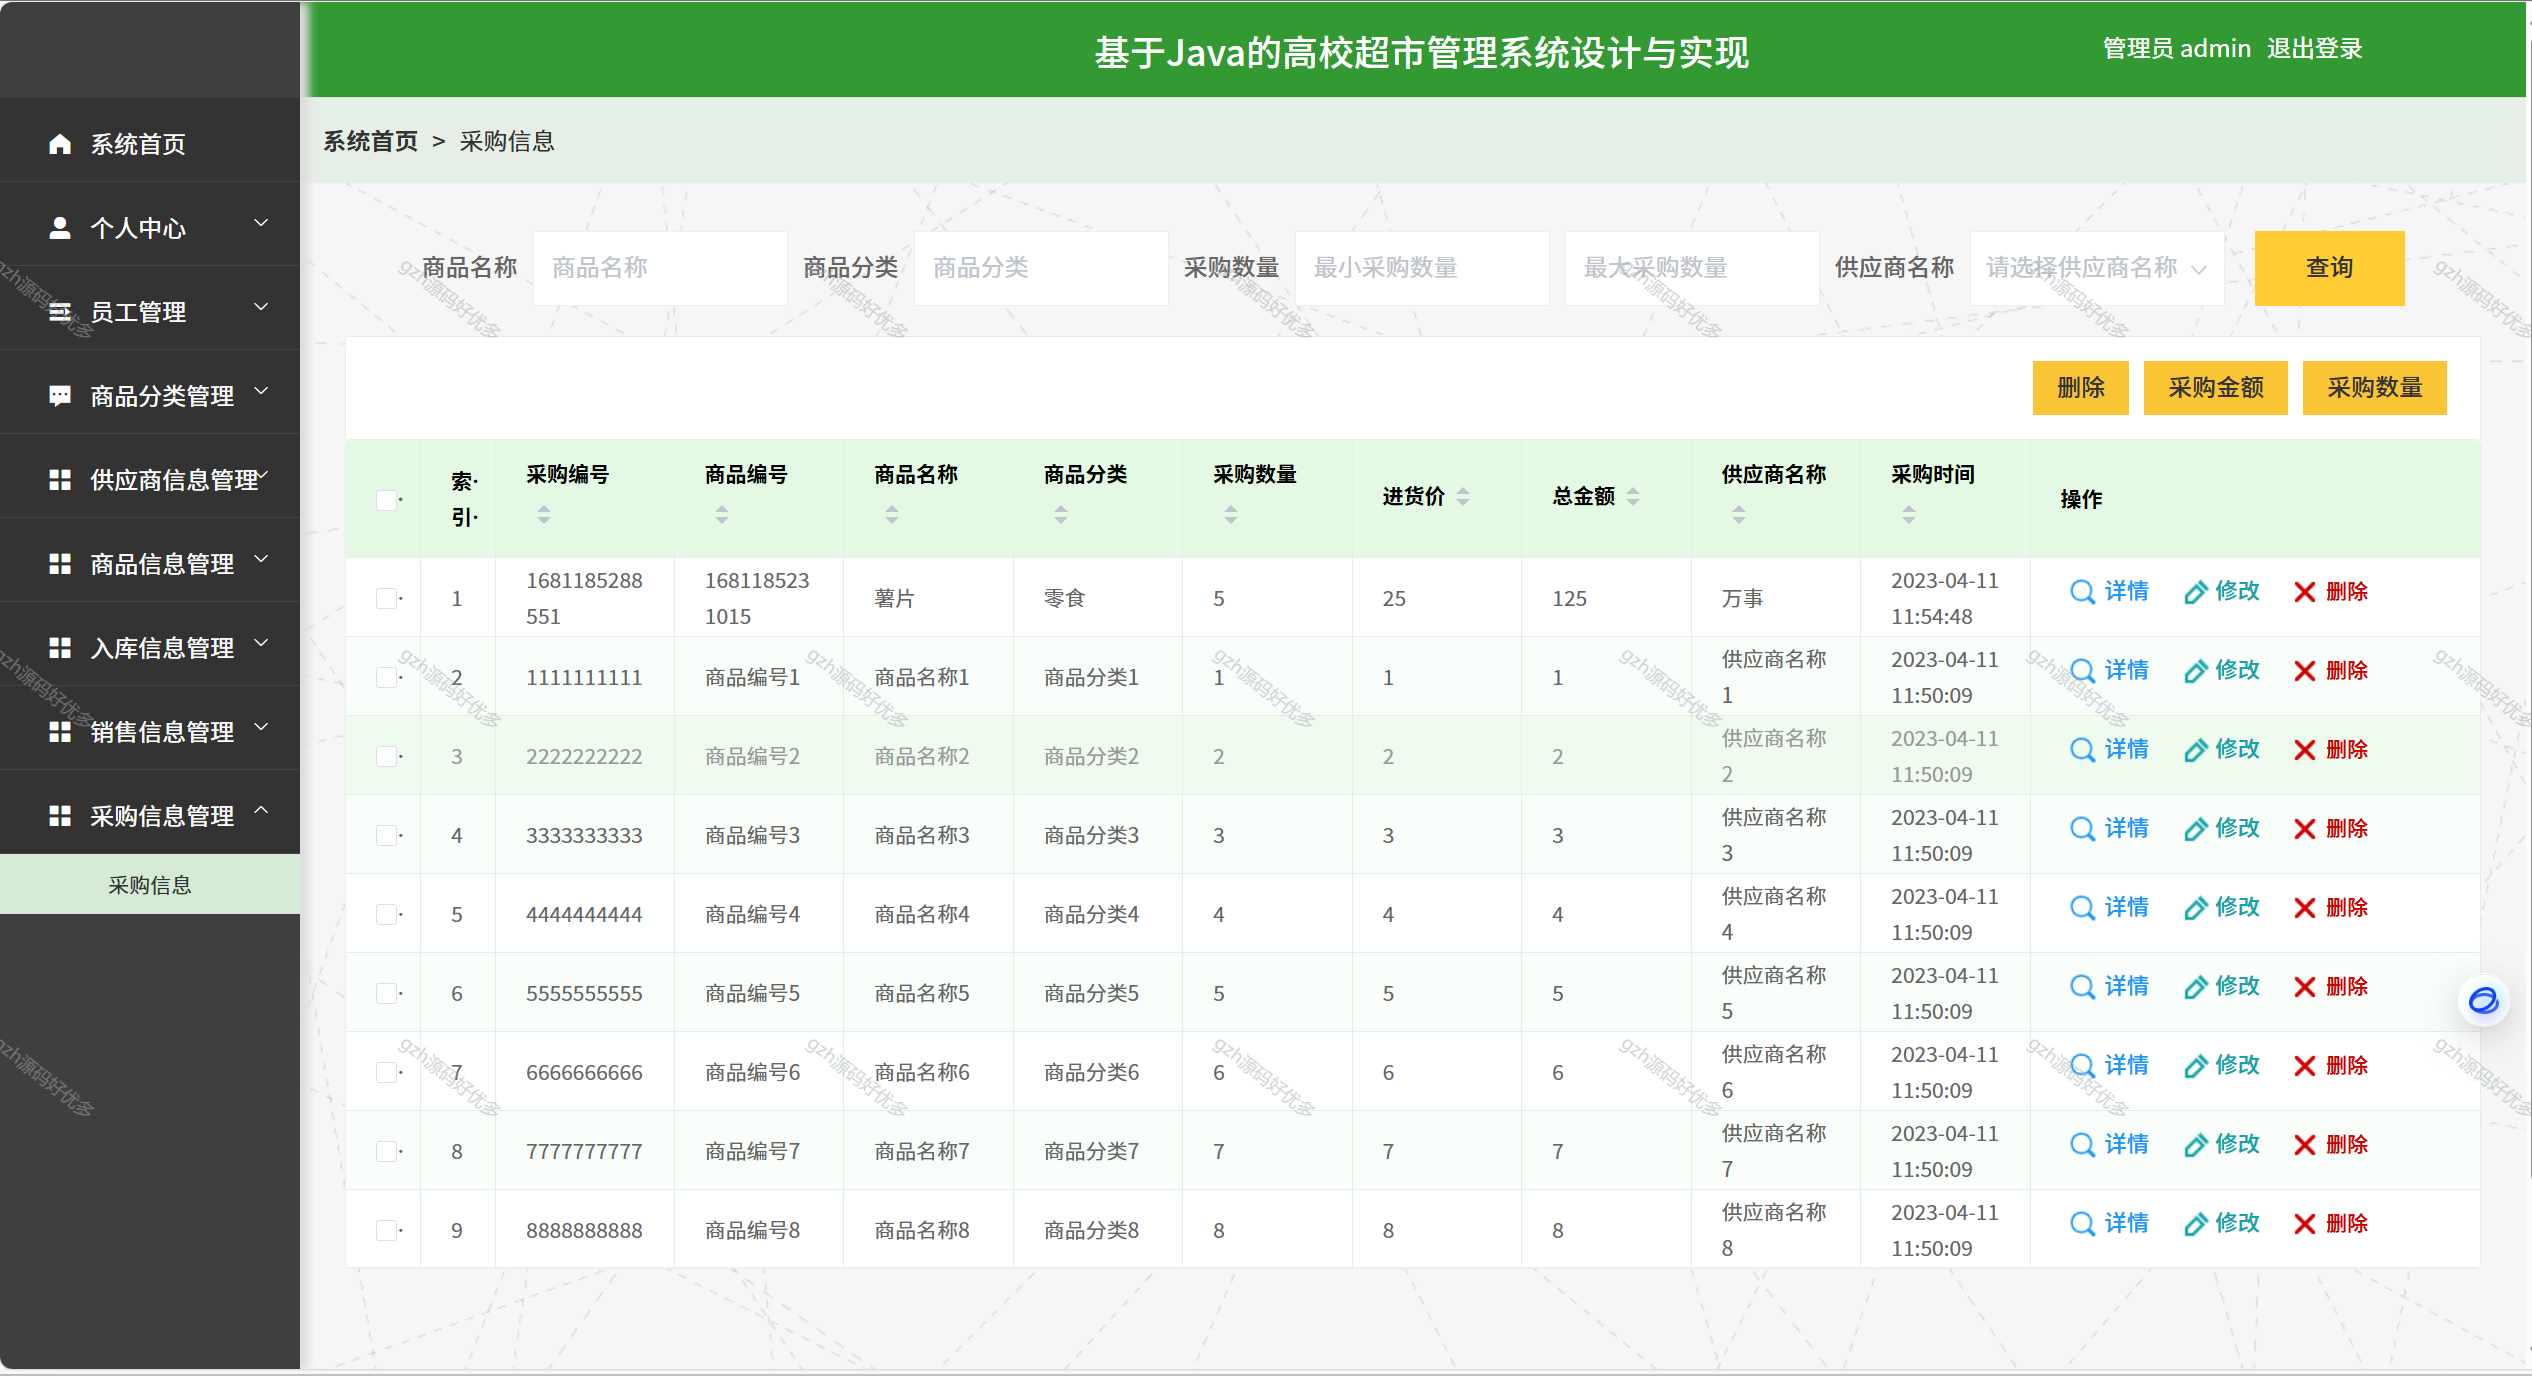 基于Java的高校超市管理系统设计与实现
管理员 admin 退出登录
系统首页
个人中心
员工管理
商品分类管理
供应商信息管理
商品信息管理
入库信息管理
销售信息管理
采购信息管理
采购信息
系统首页 > 采购信息
商品名称 商品名称 商品分类 商品分类 采购数量 最小采购数量 最大采购数量 供应商名称 请选择供应商名称 查询
删除 采购金额 采购数量
索引 采购编号 商品编号 商品名称 商品分类 采购数量 进货价 总金额 供应商名称 采购时间 操作
1 1681185288551 1681185231015 薯片 零食 5 25 125 万事 2023-04-11 11:54:48 详情 修改 删除
2 1111111111 商品编号1 商品名称1 商品分类1 1 1 1 供应商名称1 2023-04-11 11:50:09 详情 修改 删除
3 2222222222 商品编号2 商品名称2 商品分类2 2 2 2 供应商名称2 2023-04-11 11:50:09 详情 修改 删除
4 3333333333 商品编号3 商品名称3 商品分类3 3 3 3 供应商名称3 2023-04-11 11:50:09 详情 修改 删除
5 4444444444 商品编号4 商品名称4 商品分类4 4 4 4 供应商名称4 2023-04-11 11:50:09 详情 修改 删除
6 5555555555 商品编号5 商品名称5 商品分类5 5 5 5 供应商名称5 2023-04-11 11:50:09 详情 修改 删除
7 6666666666 商品编号6 商品名称6 商品分类6 6 6 6 供应商名称6 2023-04-11 11:50:09 详情 修改 删除
8 7777777777 商品编号7 商品名称7 商品分类7 7 7 7 供应商名称7 2023-04-11 11:50:09 详情 修改 删除
9 8888888888 商品编号8 商品名称8 商品分类8 8 8 8 供应商名称8 2023-04-11 11:50:09 详情 修改 删除
gzh源码好优多